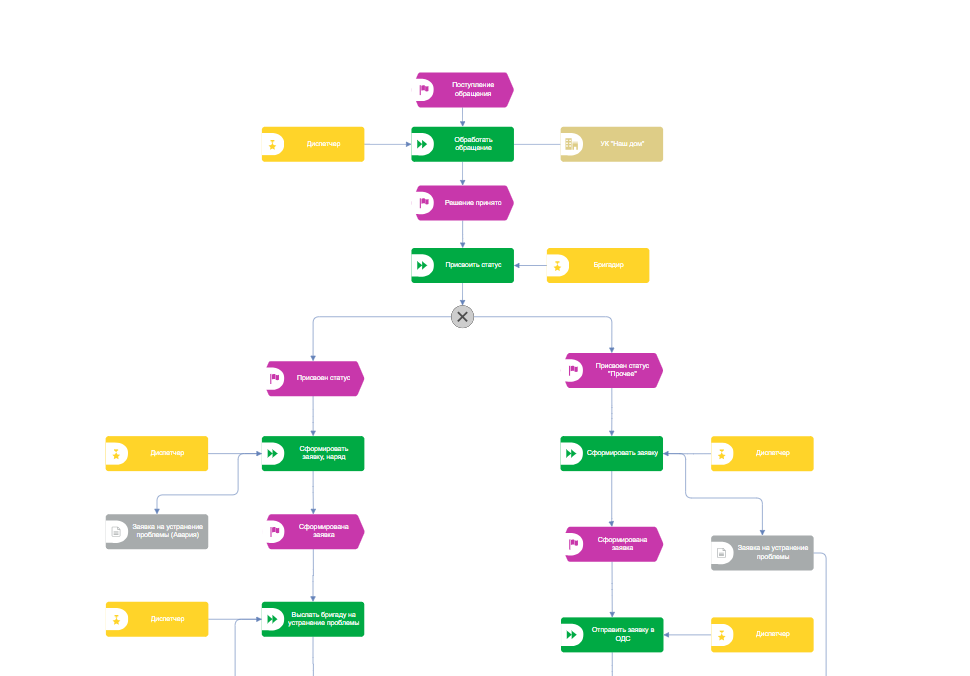 Поступление
обращения
Диспетчер
Обработать
обращение
УК "Наш дом"
Решение принято
Присвоить статус
Бригадир
Присвоен статус
Присвоен статус
"Прочее"
Диспетчер
Сформировать
заявку, наряд
Сформировать заявку
Диспетчер
Заявка на устранение
проблемы (Авария)
Сформирована
заявка
Сформирована
заявка
Заявка на устранение
проблемы
Диспетчер
Выслать бригаду на
устранение проблемы
Отправить заявку в
ОДС
Диспетчер